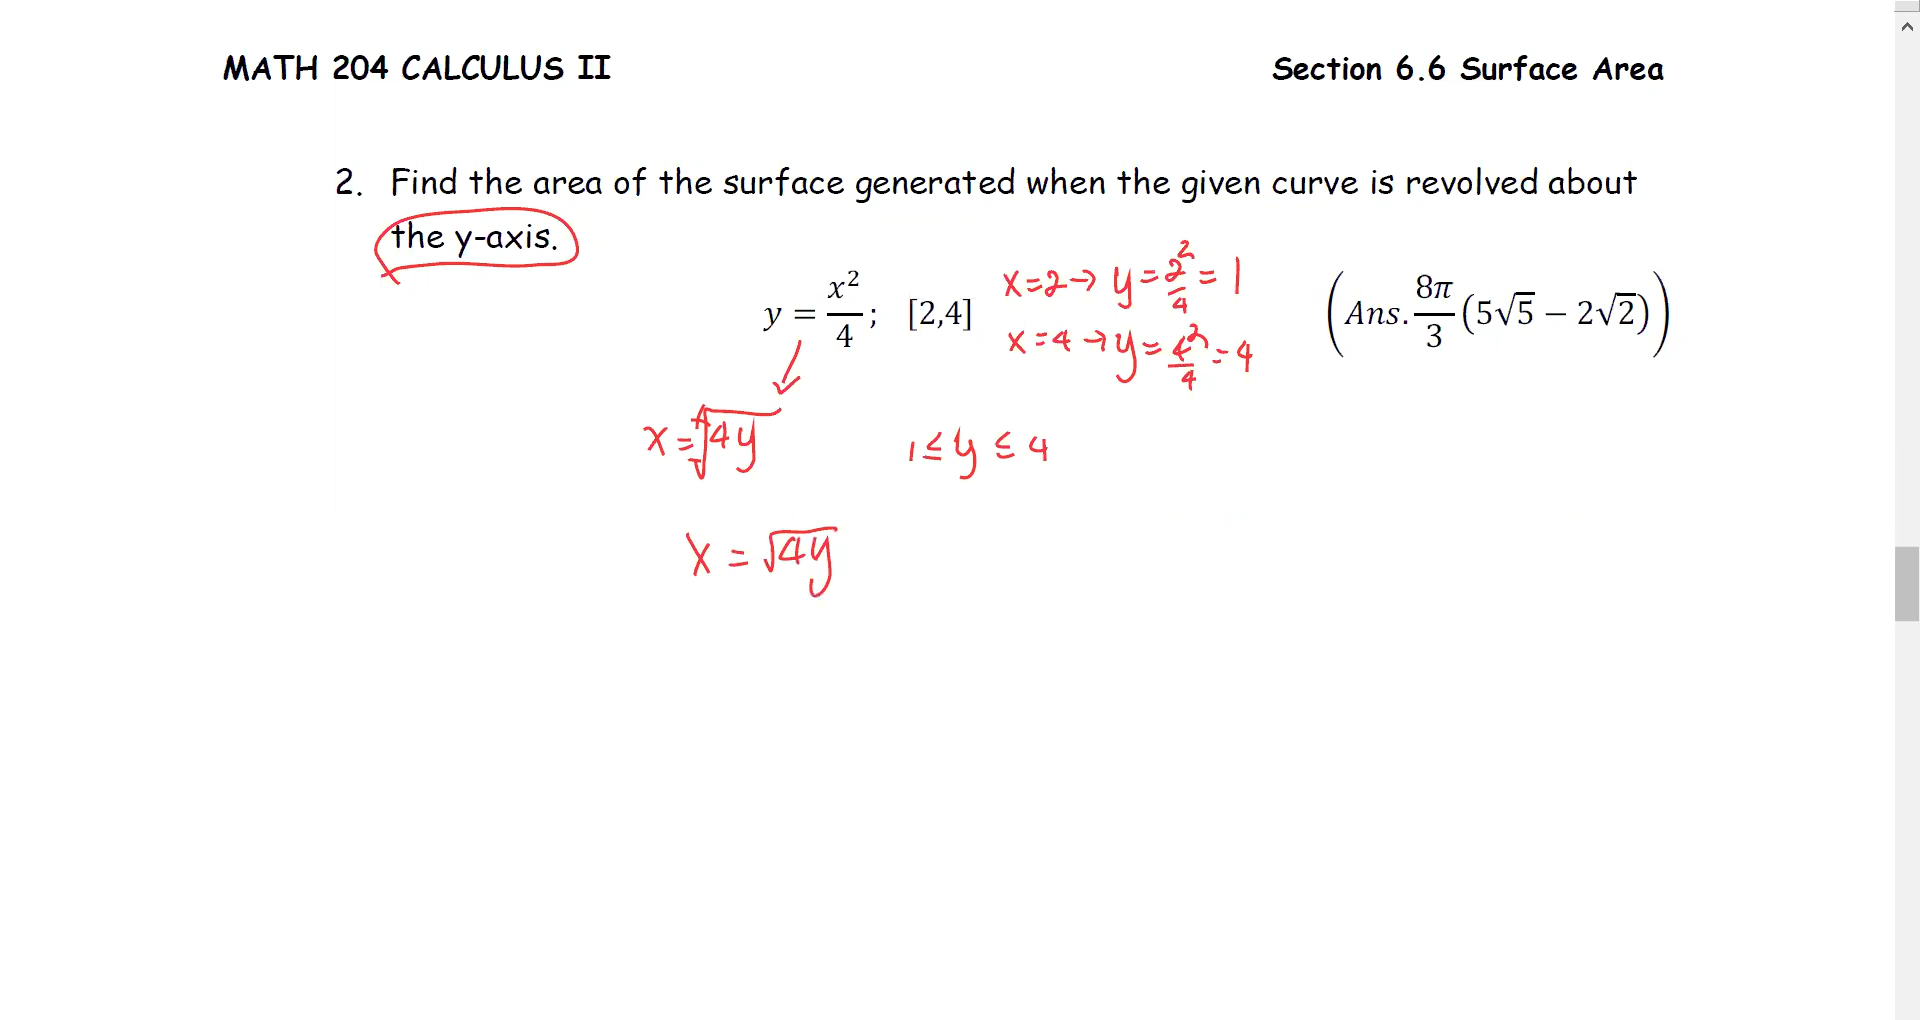 MATH 204 CALCULUS II Section 6.6 Surface Area
2. Find the area of the surface generated when the given curve is revolved about
the y-axis.
y = x²/4 ; [2,4] (Ans. 8π/3 (5√5 − 2√2))
x=2 → y = 2²/4 = 1
x=4 → y = 4²/4 = 4
x = ±√4y 1 ≤ y ≤ 4
x = √4y